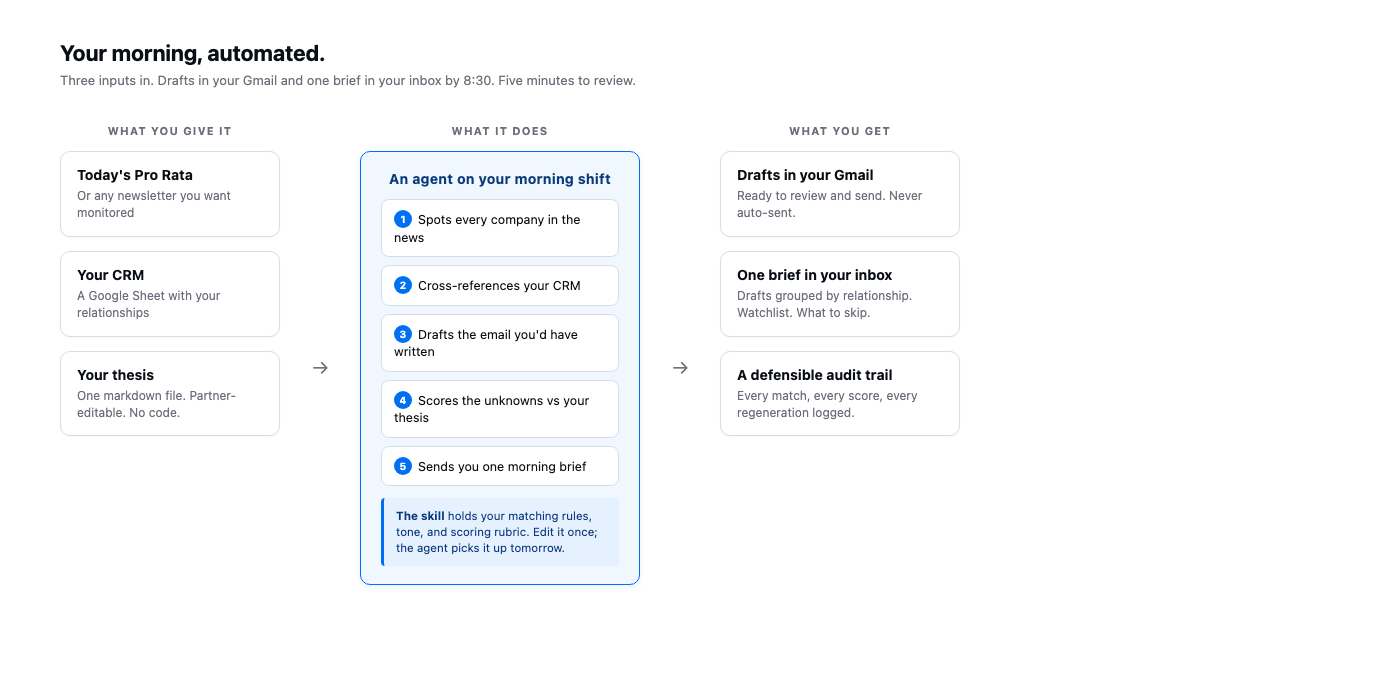 Your morning, automated.
Three inputs in. Drafts in your Gmail and one brief in your inbox by 8:30. Five minutes to review.
WHAT YOU GIVE IT
Today's Pro Rata
Or any newsletter you want
monitored
Your CRM
A Google Sheet with your
relationships
Your thesis
One markdown file. Partner-
editable. No code.
→
WHAT IT DOES
An agent on your morning shift
1 Spots every company in the
news
2 Cross-references your CRM
3 Drafts the email you'd have
written
4 Scores the unknowns vs your
thesis
5 Sends you one morning brief
The skill holds your matching rules,
tone, and scoring rubric. Edit it once;
the agent picks it up tomorrow.
→
WHAT YOU GET
Drafts in your Gmail
Ready to review and send. Never
auto-sent.
One brief in your inbox
Drafts grouped by relationship.
Watchlist. What to skip.
A defensible audit trail
Every match, every score, every
regeneration logged.